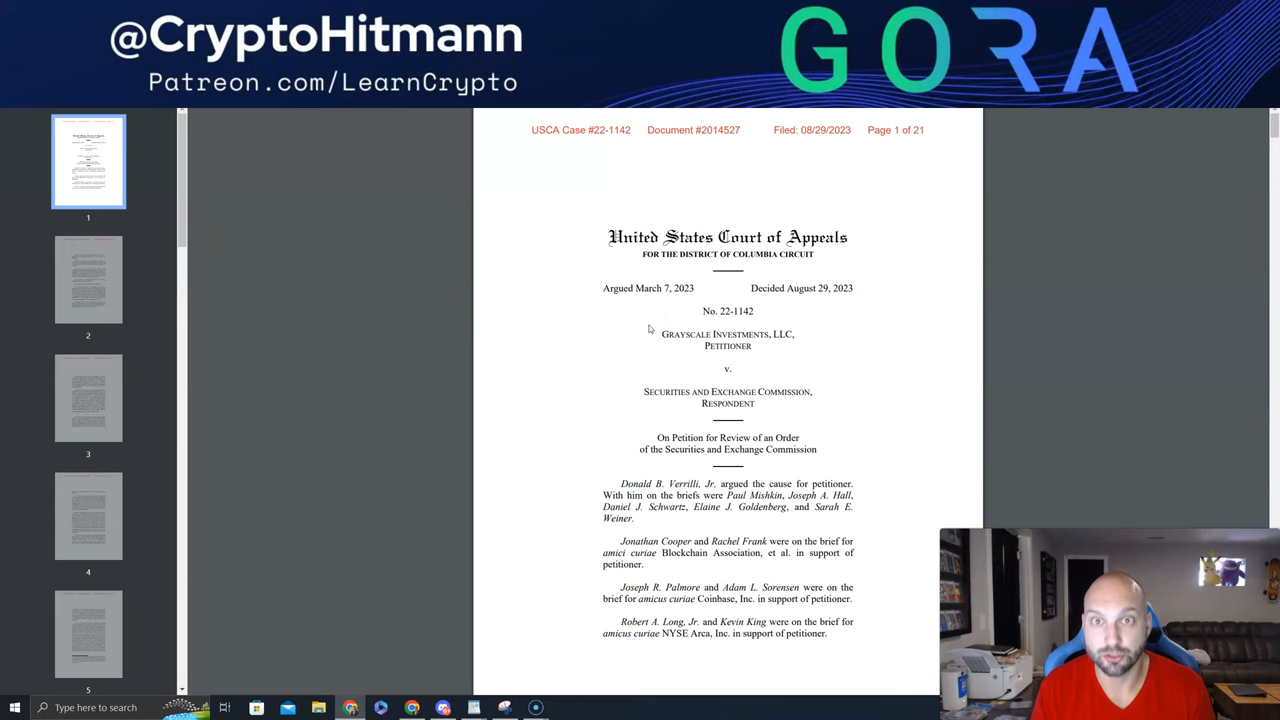 @CryptoHitmann
Patreon.com/LearnCrypto
GORA
USCA Case #22-1142 Document #2014527 Filed: 08/29/2023 Page 1 of 21
United States Court of Appeals
FOR THE DISTRICT OF COLUMBIA CIRCUIT
Argued March 7, 2023 Decided August 29, 2023
No. 22-1142
GRAYSCALE INVESTMENTS, LLC,
PETITIONER
v.
SECURITIES AND EXCHANGE COMMISSION,
RESPONDENT
On Petition for Review of an Order
of the Securities and Exchange Commission
Donald B. Verrilli, Jr. argued the cause for petitioner.
With him on the briefs were Paul Mishkin, Joseph A. Hall,
Daniel J. Schwartz, Elaine J. Goldenberg, and Sarah E.
Weiner.
Jonathan Cooper and Rachel Frank were on the brief for
amici curiae Blockchain Association, et al. in support of
petitioner.
Joseph R. Palmore and Adam L. Sorensen were on the
brief for amicus curiae Coinbase, Inc. in support of petitioner.
Robert A. Long, Jr. and Kevin King were on the brief for
amicus curiae NYSE Arca, Inc. in support of petitioner.
1
2
3
4
5
Type here to search